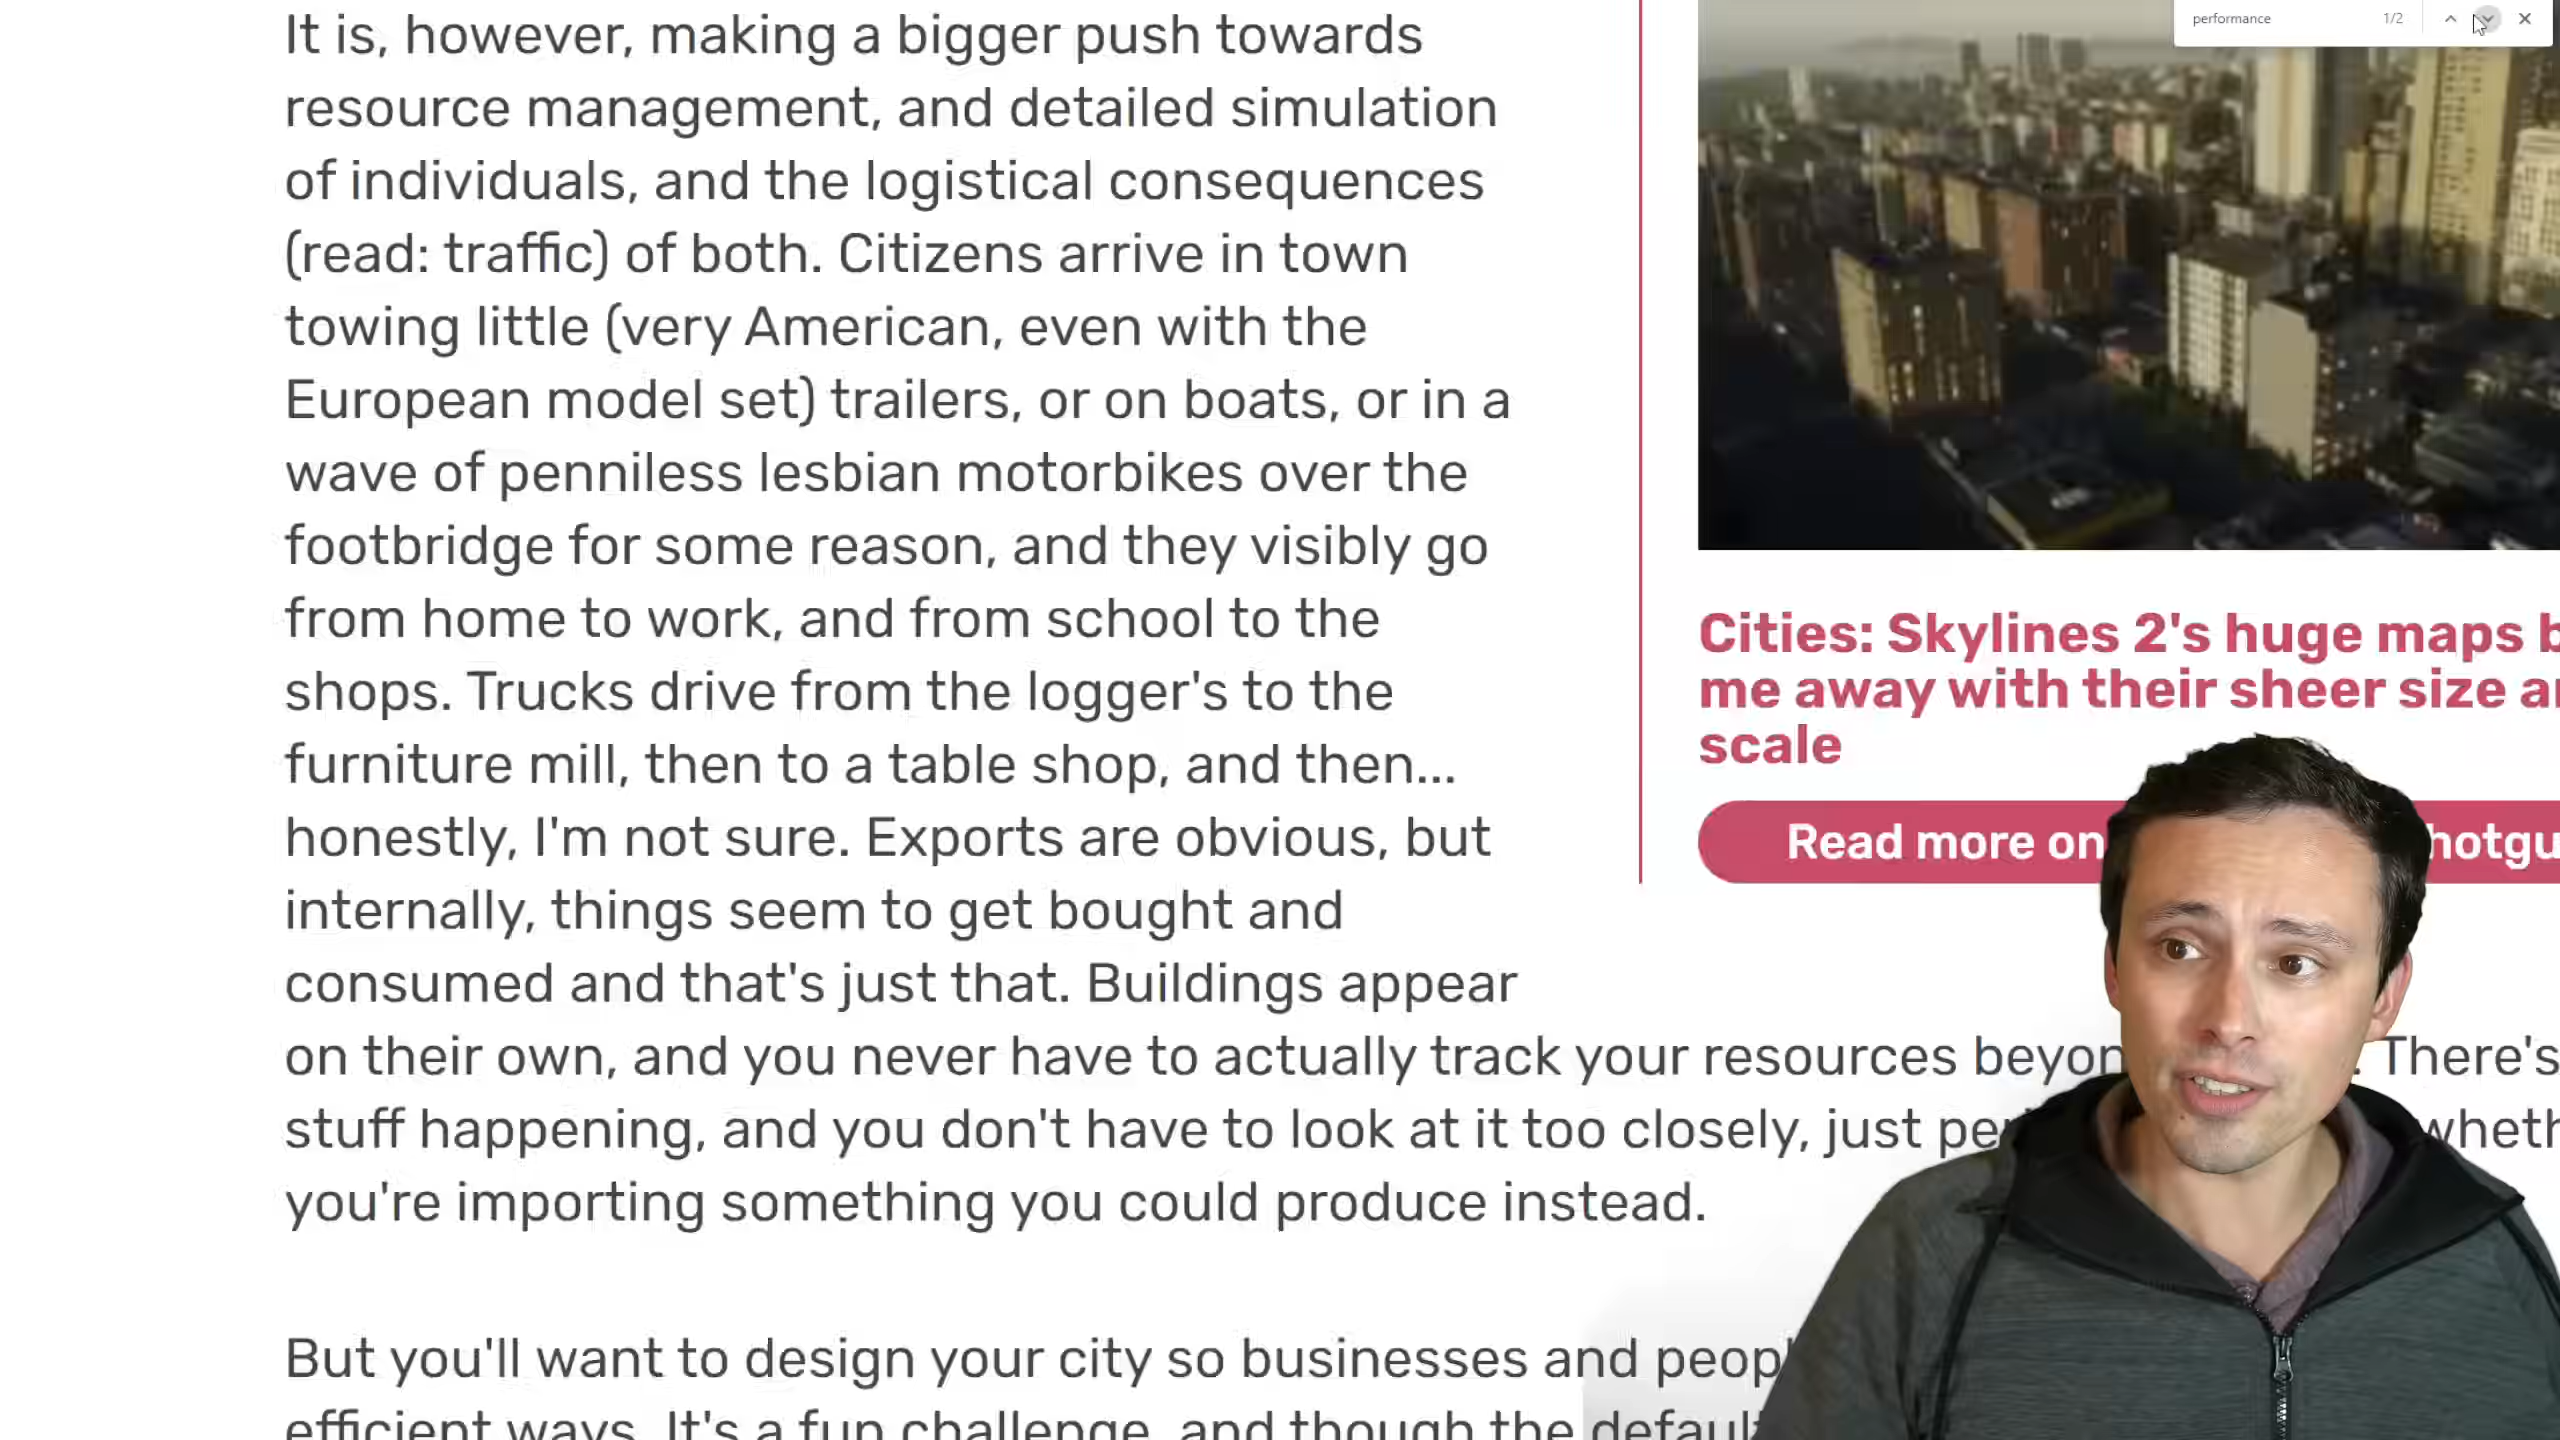 performance 1/2
It is, however, making a bigger push towards
resource management, and detailed simulation
of individuals, and the logistical consequences
(read: traffic) of both. Citizens arrive in town
towing little (very American, even with the
European model set) trailers, or on boats, or in a
wave of penniless lesbian motorbikes over the
footbridge for some reason, and they visibly go
from home to work, and from school to the
shops. Trucks drive from the logger's to the
furniture mill, then to a table shop, and then...
honestly, I'm not sure. Exports are obvious, but
internally, things seem to get bought and
consumed and that's just that. Buildings appear
on their own, and you never have to actually track your resources There's
stuff happening, and you don't have to look at it too closely, just
you're importing something you could produce instead.
But you'll want to design your city so businesses and
efficient ways. It's a fun challenge, and though the
Cities: Skylines 2's huge maps
me away with their sheer size
scale
Read more on